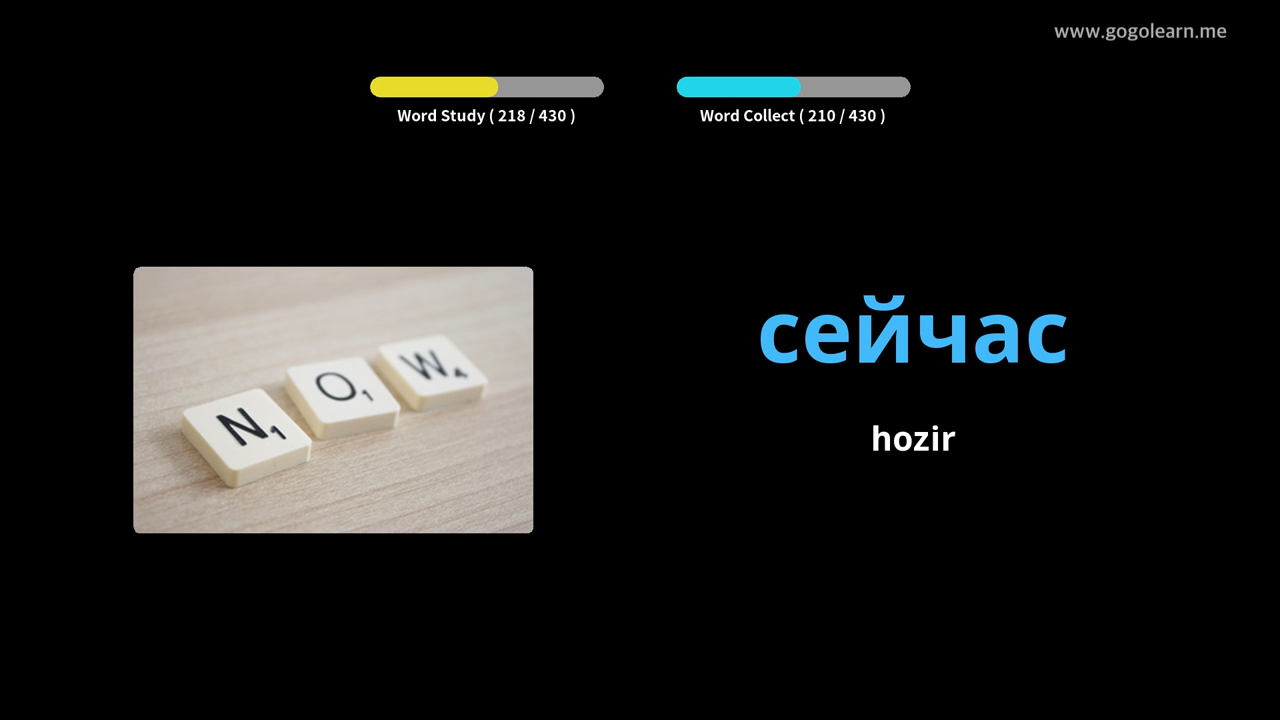 www.gogolearn.me
Word Study ( 218 / 430 )
Word Collect ( 210 / 430 )
N1 O1 W4
сейчас
hozir